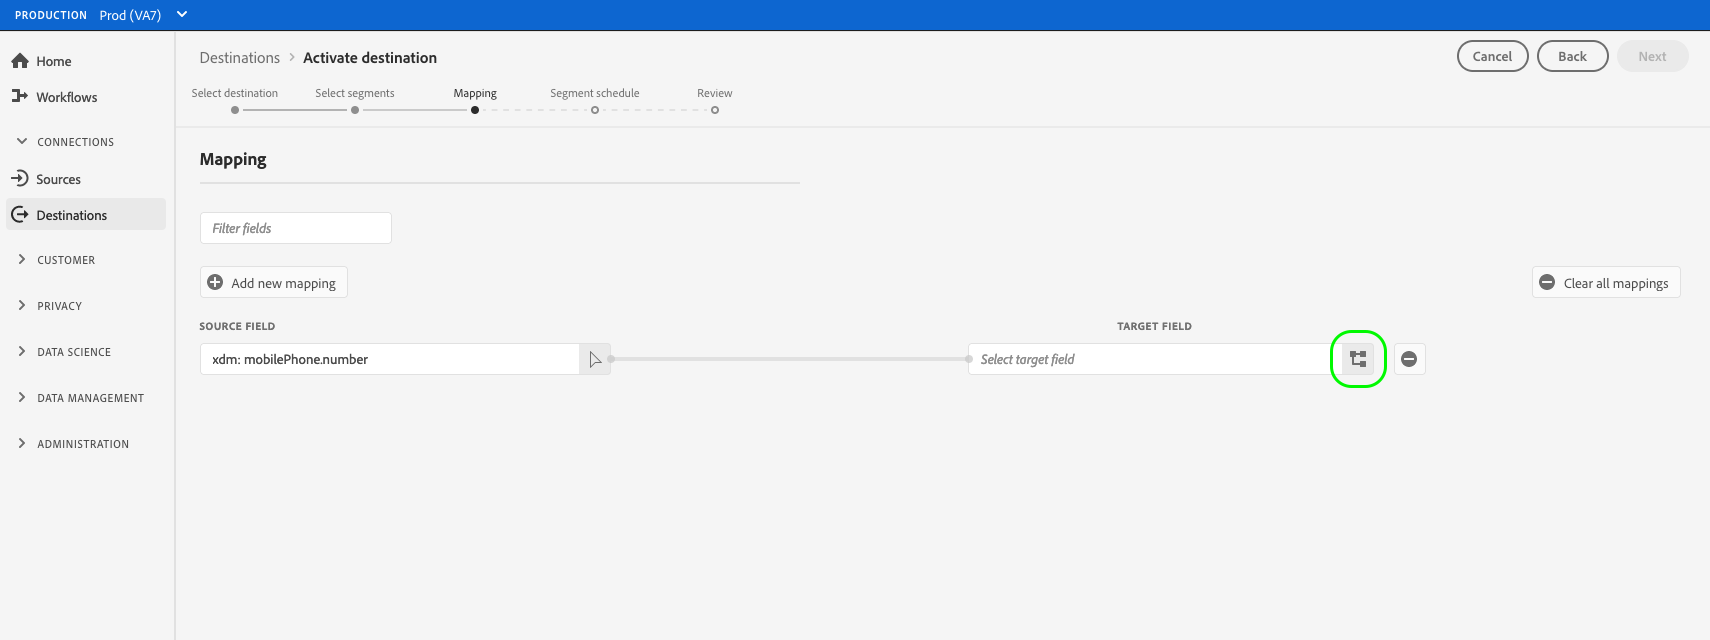 PRODUCTION Prod (VA7)
Home
Workflows
CONNECTIONS
Sources
Destinations
CUSTOMER
PRIVACY
DATA SCIENCE
DATA MANAGEMENT
ADMINISTRATION
Destinations > Activate destination
Cancel Back Next
Select destination Select segments Mapping Segment schedule Review
Mapping
Filter fields
Add new mapping Clear all mappings
SOURCE FIELD TARGET FIELD
xdm: mobilePhone.number Select target field